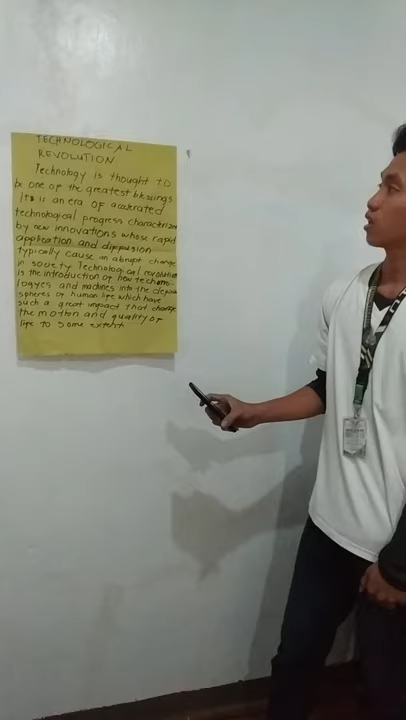 TECHNOLOGICAL
REVOLUTION
Technology is thought to
be one of the greatest blessings
It is an era of accelerated
technological progress characterized
by new innovations whose rapid
application and diffusion
typically cause an abrupt change
in society Technological revolution
is the introduction of new techno-
logyes and machines into the
spheres of human life which have
such a great impact that change
the motion and quality of
life to some extent